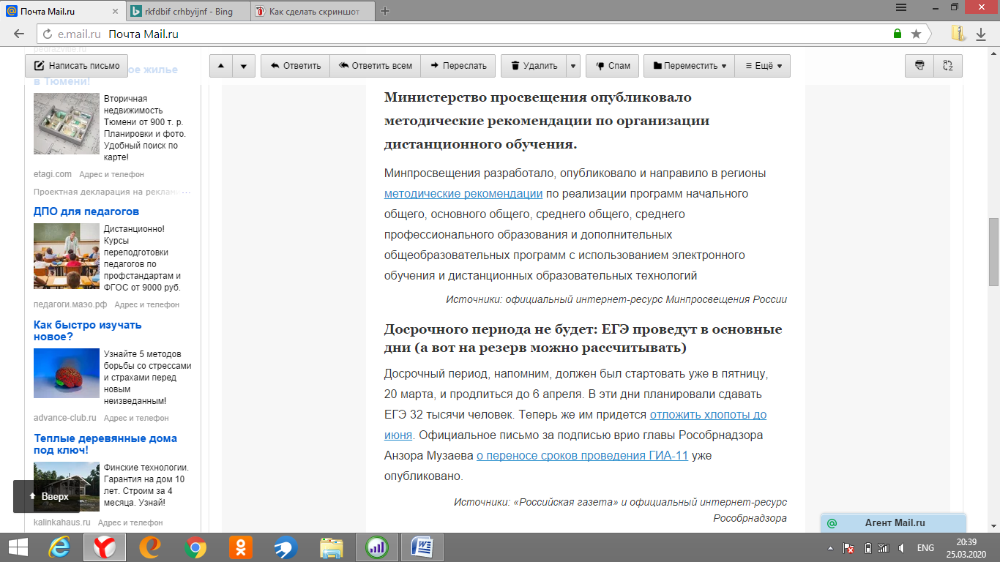 Почта Mail.ru
rkfdbif crhbyijnf - Bing
Как сделать скриншот
e.mail.ru Почта Mail.ru
pedrazvitie.ru
Написать письмо
Ответить
Ответить всем
Переслать
Удалить
Спам
Переместить
Ещё
ое жилье
в Тюмени!
Вторичная
недвижимость
Тюмени от 900 т. р.
Планировки и фото.
Удобный поиск по
карте!
etagi.com Адрес и телефон
Проектная декларация на реклам ...
ДПО для педагогов
Дистанционно!
Курсы
переподготовки
педагогов по
профстандартам и
ФГОС от 9000 руб.
педагоги.маэо.рф Адрес и телефон
Как быстро изучать
новое?
Узнайте 5 методов
борьбы со стрессами
и страхами перед
новым
неизведанным!
advance-club.ru Адрес и телефон
Теплые деревянные дома
под ключ!
Финские технологии.
Гарантия на дом 10
лет. Строим за 4
месяца. Узнай!
Вверх
kalinkahaus.ru Адрес и телефон
Министерство просвещения опубликовало
методические рекомендации по организации
дистанционного обучения.
Минпросвещения разработало, опубликовало и направило в регионы
методические рекомендации по реализации программ начального
общего, основного общего, среднего общего, среднего
профессионального образования и дополнительных
общеобразовательных программ с использованием электронного
обучения и дистанционных образовательных технологий
Источники: официальный интернет-ресурс Минпросвещения России
Досрочного периода не будет: ЕГЭ проведут в основные
дни (а вот на резерв можно рассчитывать)
Досрочный период, напомним, должен был стартовать уже в пятницу,
20 марта, и продлиться до 6 апреля. В эти дни планировали сдавать
ЕГЭ 32 тысячи человек. Теперь же им придется отложить хлопоты до
июня. Официальное письмо за подписью врио главы Рособрнадзора
Анзора Музаева о переносе сроков проведения ГИА-11 уже
опубликовано.
Источники: «Российская газета» и официальный интернет-ресурс
Рособрнадзора
Агент Mail.ru
ENG
20:39
25.03.2020